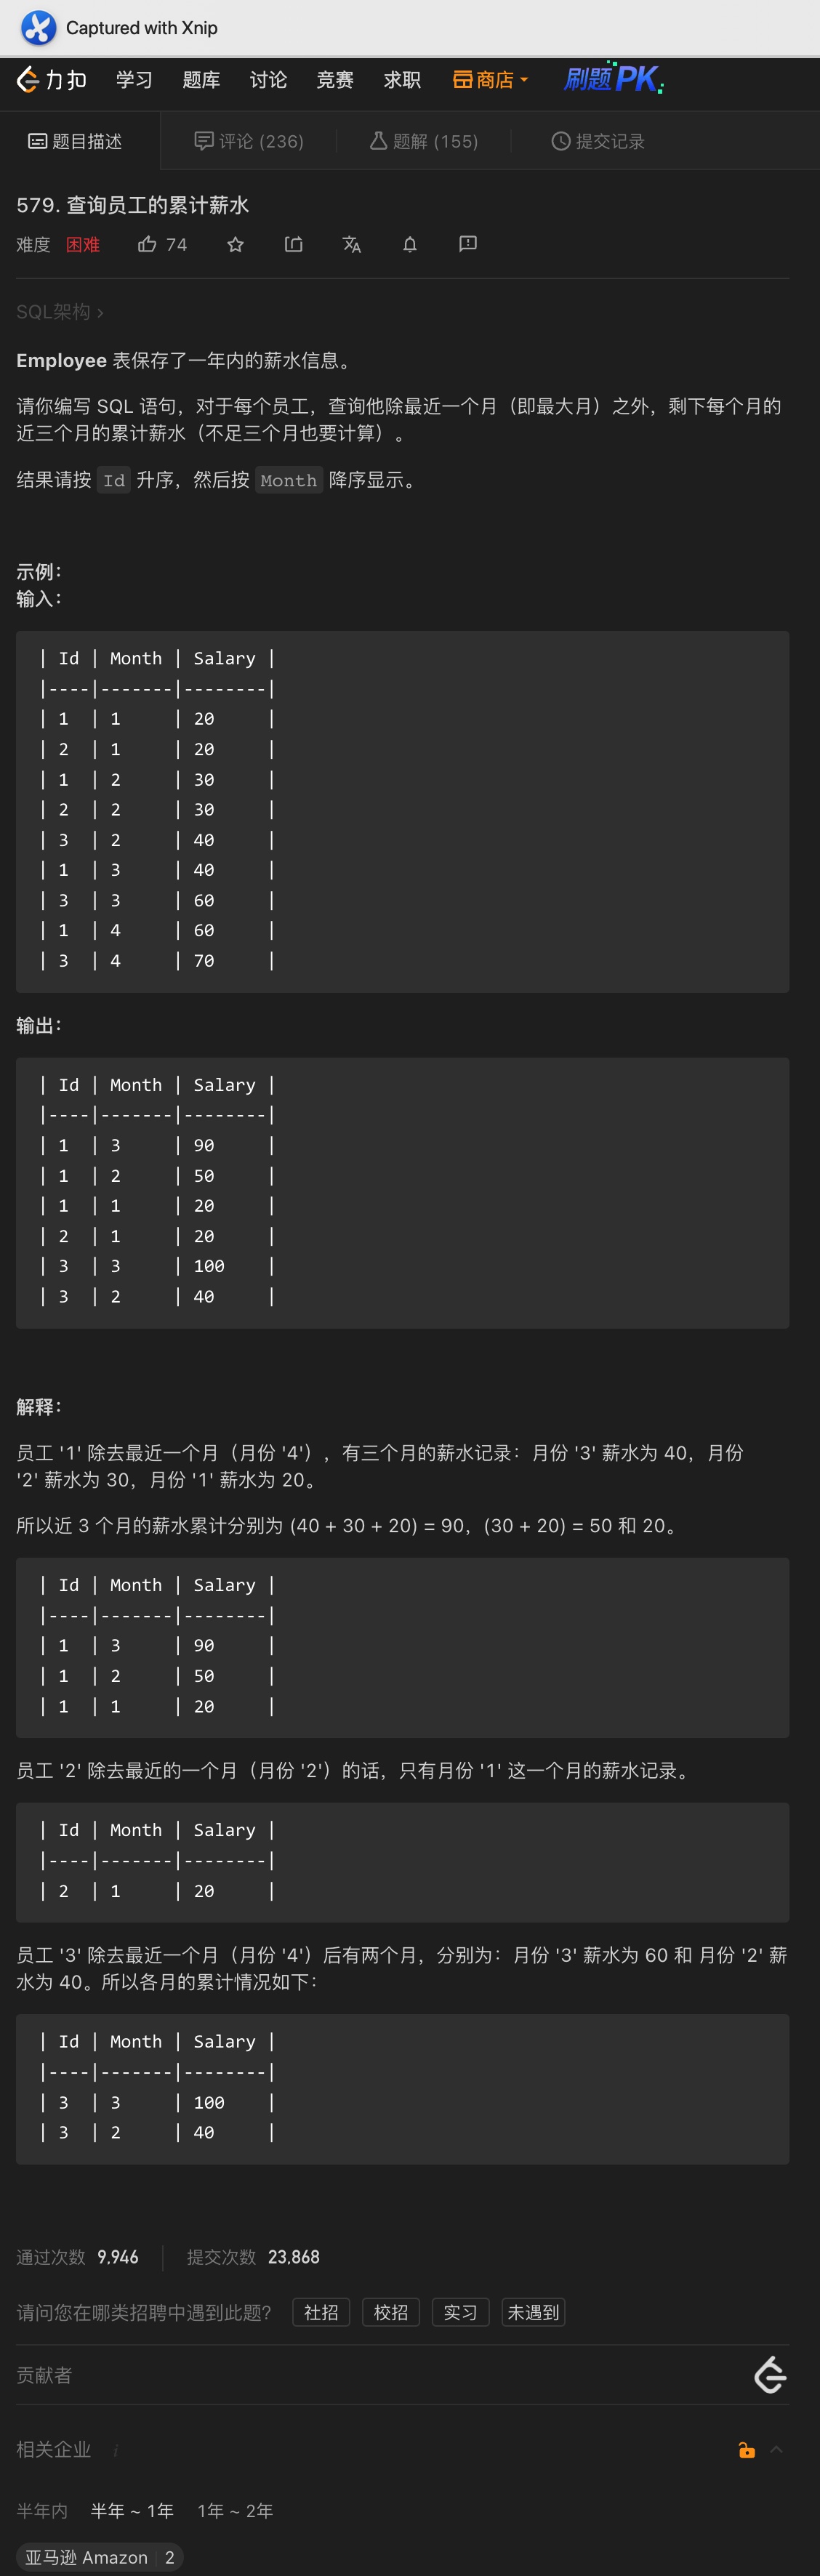 Captured with Xnip
力扣 学习 题库 讨论 竞赛 求职 商店 刷题PK
题目描述 评论 (236) 题解 (155) 提交记录
579. 查询员工的累计薪水
难度 困难 74
SQL架构 >
Employee 表保存了一年内的薪水信息。
请你编写 SQL 语句，对于每个员工，查询他除最近一个月（即最大月）之外，剩下每个月的
近三个月的累计薪水（不足三个月也要计算）。
结果请按 Id 升序，然后按 Month 降序显示。
示例：
输入：
| Id | Month | Salary |
|----|-------|--------|
| 1 | 1 | 20 |
| 2 | 1 | 20 |
| 1 | 2 | 30 |
| 2 | 2 | 30 |
| 3 | 2 | 40 |
| 1 | 3 | 40 |
| 3 | 3 | 60 |
| 1 | 4 | 60 |
| 3 | 4 | 70 |
输出：
| Id | Month | Salary |
|----|-------|--------|
| 1 | 3 | 90 |
| 1 | 2 | 50 |
| 1 | 1 | 20 |
| 2 | 1 | 20 |
| 3 | 3 | 100 |
| 3 | 2 | 40 |
解释：
员工 '1' 除去最近一个月（月份 '4'），有三个月的薪水记录：月份 '3' 薪水为 40，月份
'2' 薪水为 30，月份 '1' 薪水为 20。
所以近 3 个月的薪水累计分别为 (40 + 30 + 20) = 90，(30 + 20) = 50 和 20。
| Id | Month | Salary |
|----|-------|--------|
| 1 | 3 | 90 |
| 1 | 2 | 50 |
| 1 | 1 | 20 |
员工 '2' 除去最近的一个月（月份 '2'）的话，只有月份 '1' 这一个月的薪水记录。
| Id | Month | Salary |
|----|-------|--------|
| 2 | 1 | 20 |
员工 '3' 除去最近一个月（月份 '4'）后有两个月，分别为：月份 '3' 薪水为 60 和 月份 '2' 薪
水为 40。所以各月的累计情况如下：
| Id | Month | Salary |
|----|-------|--------|
| 3 | 3 | 100 |
| 3 | 2 | 40 |
通过次数 9,946 提交次数 23,868
请问您在哪类招聘中遇到此题？ 社招 校招 实习 未遇到
贡献者
相关企业 i
半年内 半年 ~ 1年 1年 ~ 2年
亚马逊 Amazon 2